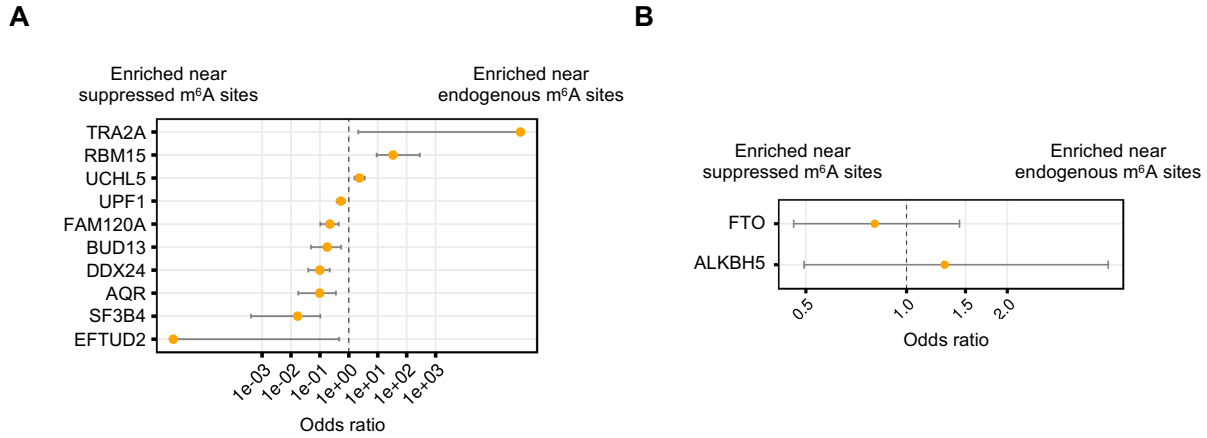 A
Enriched near
suppressed m⁶A sites
Enriched near
endogenous m⁶A sites
TRA2A
RBM15
UCHL5
UPF1
FAM120A
BUD13
DDX24
AQR
SF3B4
EFTUD2
1e-03
1e-02
1e-01
1e+00
1e+01
1e+02
1e+03
Odds ratio
B
Enriched near
suppressed m⁶A sites
Enriched near
endogenous m⁶A sites
FTO
ALKBH5
0.5
1.0
1.5
2.0
Odds ratio